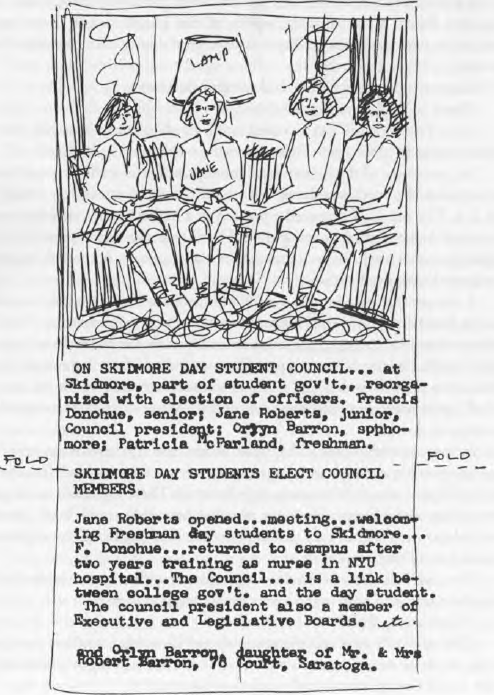 LAMP
JANE
ON SKIDMORE DAY STUDENT COUNCIL... at
Skidmore, part of student gov't., reorga-
nized with election of officers. Francis
Donohue, senior; Jane Roberts, junior,
Council president; Orlyn Barron, sphho-
more; Patricia McFarland, freshman.
FOLD
FOLD
SKIDMORE DAY STUDENTS ELECT COUNCIL
MEMBERS.
Jane Roberts opened...meeting...welcom-
ing Freshman day students to Skidmore...
F. Donohue...returned to campus after
two years training as nurse in NYU
hospital...The Council... is a link be-
tween college gov't. and the day student.
The council president also a member of
Executive and Legislative Boards. etc.
and Orlyn Barron, daughter of Mr. & Mrs
Robert Barron, 78 Court, Saratoga.